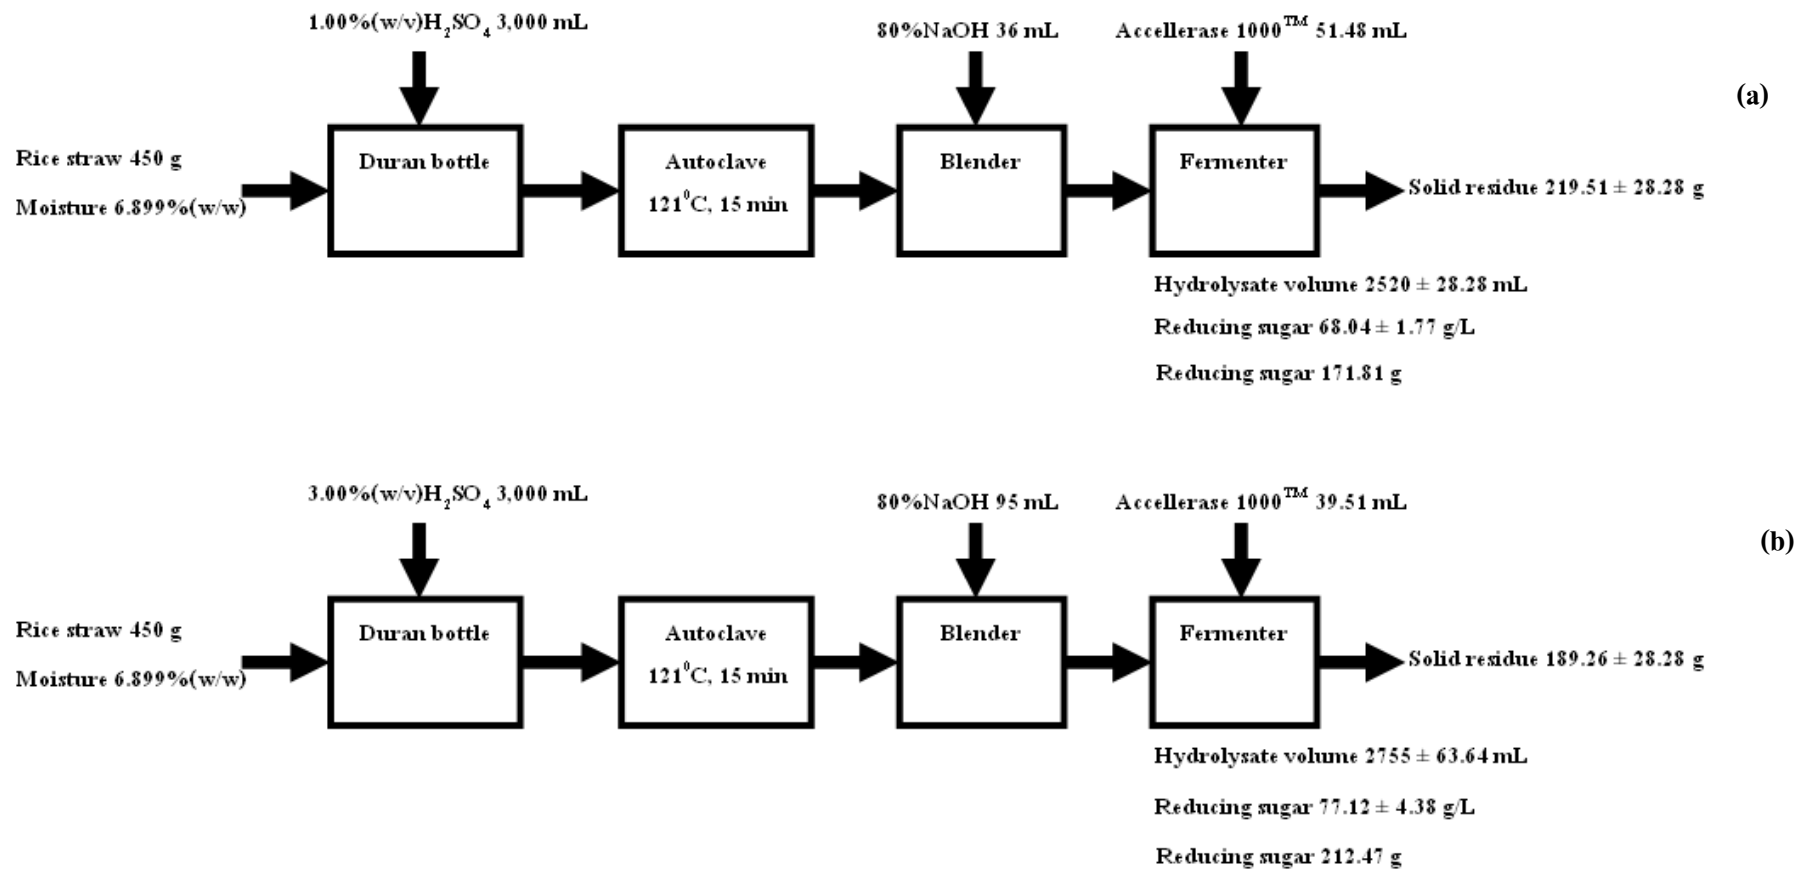 1.00%(w/v)H2SO4 3,000 mL
80%NaOH 36 mL
Accellerase 1000TM 51.48 mL
(a)
Rice straw 450 g
Moisture 6.899%(w/w)
Duran bottle
Autoclave
121⁰C, 15 min
Blender
Fermenter
Solid residue 219.51 ± 28.28 g
Hydrolysate volume 2520 ± 28.28 mL
Reducing sugar 68.04 ± 1.77 g/L
Reducing sugar 171.81 g
3.00%(w/v)H2SO4 3,000 mL
80%NaOH 95 mL
Accellerase 1000TM 39.51 mL
(b)
Rice straw 450 g
Moisture 6.899%(w/w)
Duran bottle
Autoclave
121⁰C, 15 min
Blender
Fermenter
Solid residue 189.26 ± 28.28 g
Hydrolysate volume 2755 ± 63.64 mL
Reducing sugar 77.12 ± 4.38 g/L
Reducing sugar 212.47 g